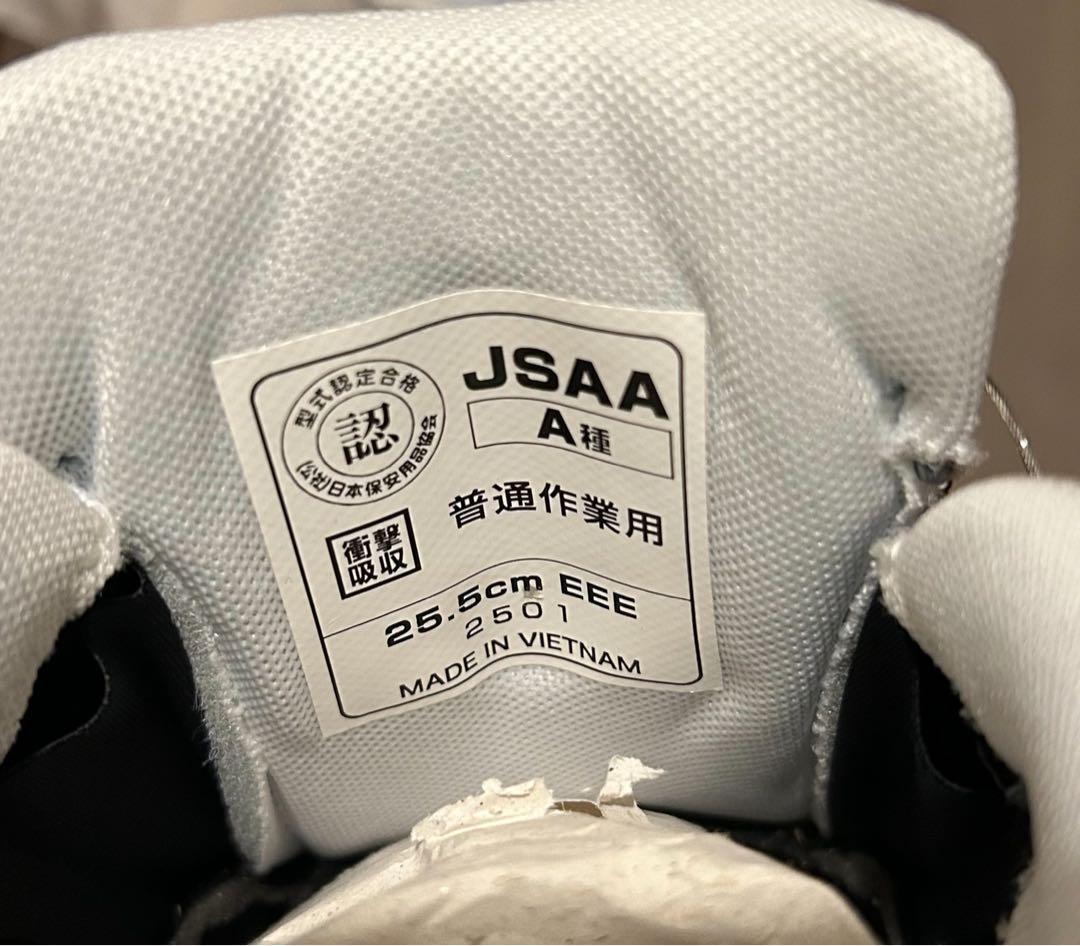 型式認定合格
認
(公社)日本保安用品協会
JSAA
A種
普通作業用
衝撃
吸収
25.5cm EEE
2501
MADE IN VIETNAM